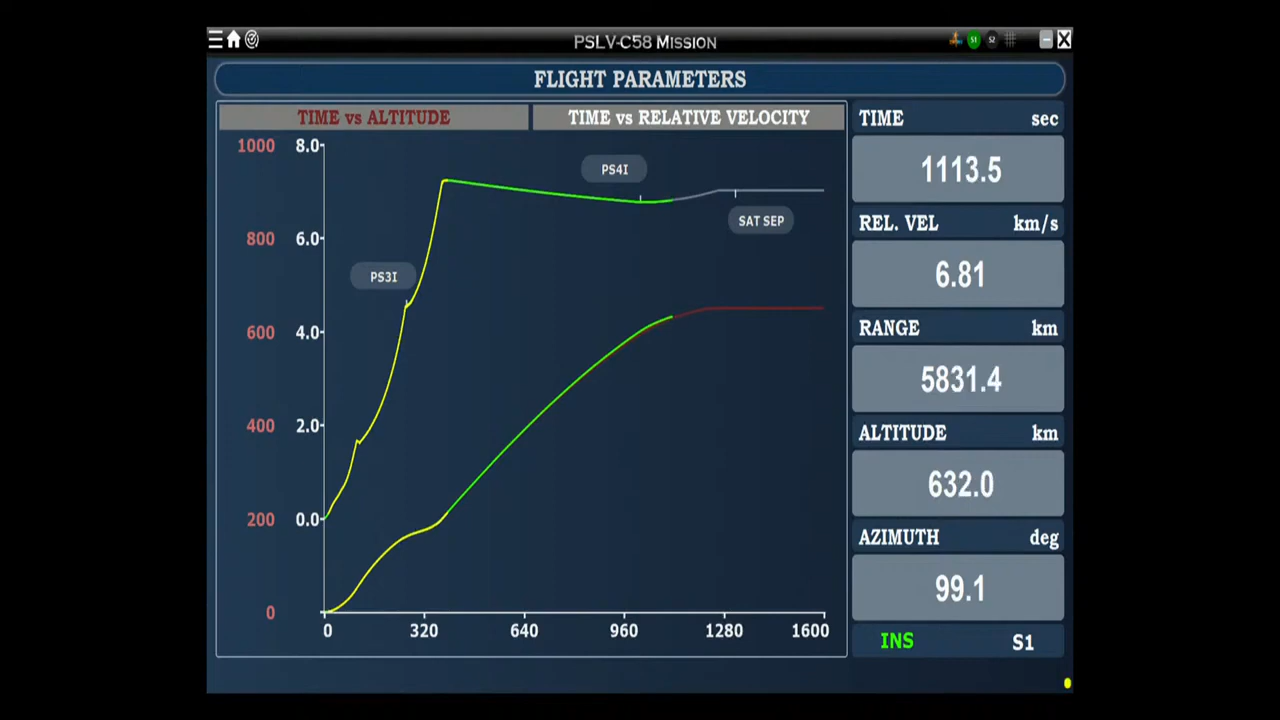 PSLV-C58 MISSION
S1 S2
FLIGHT PARAMETERS
TIME vs ALTITUDE
TIME vs RELATIVE VELOCITY
1000 8.0
800 6.0
600 4.0
400 2.0
200 0.0
0
0 320 640 960 1280 1600
PS3I
PS4I
SAT SEP
TIME sec
1113.5
REL. VEL km/s
6.81
RANGE km
5831.4
ALTITUDE km
632.0
AZIMUTH deg
99.1
INS S1